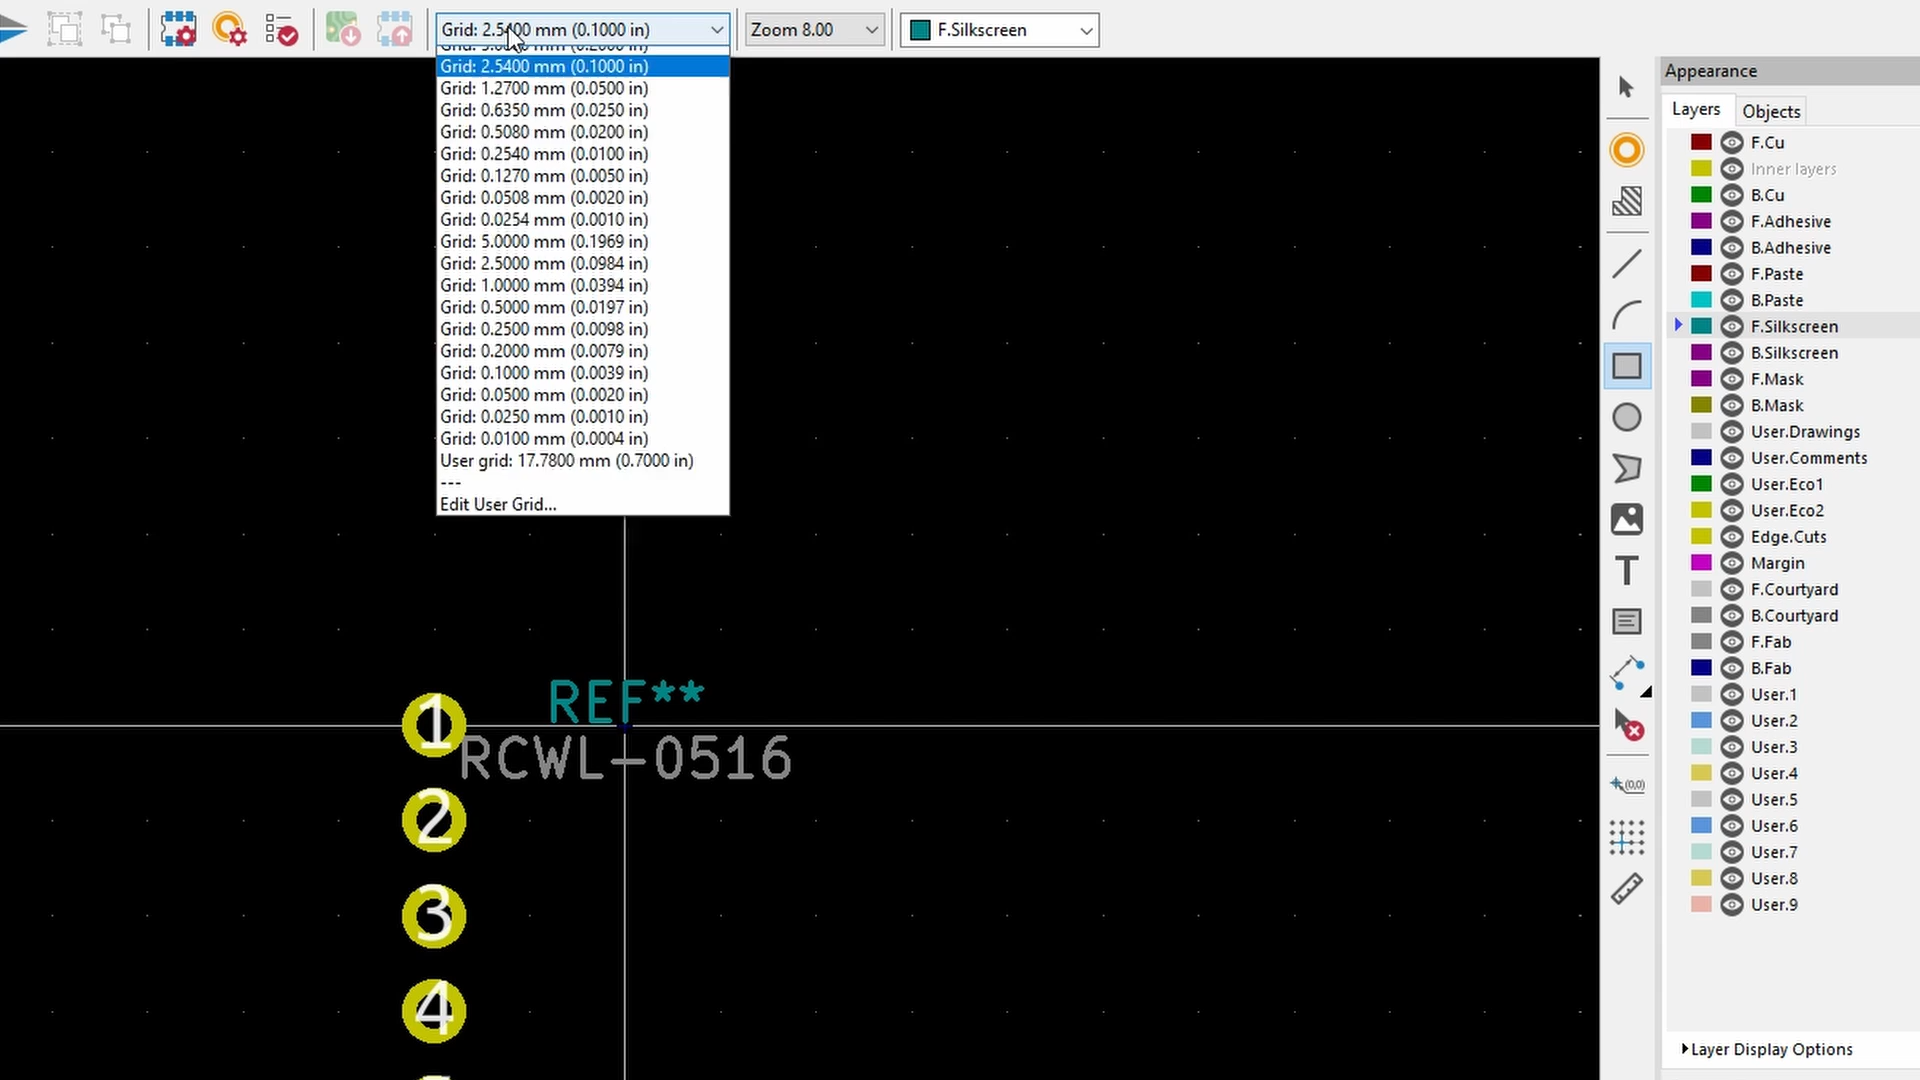 Grid: 2.5400 mm (0.1000 in)
Zoom 8.00
F.Silkscreen
Grid: 2.5400 mm (0.1000 in)
Grid: 1.2700 mm (0.0500 in)
Grid: 0.6350 mm (0.0250 in)
Grid: 0.5080 mm (0.0200 in)
Grid: 0.2540 mm (0.0100 in)
Grid: 0.1270 mm (0.0050 in)
Grid: 0.0508 mm (0.0020 in)
Grid: 0.0254 mm (0.0010 in)
Grid: 5.0000 mm (0.1969 in)
Grid: 2.5000 mm (0.0984 in)
Grid: 1.0000 mm (0.0394 in)
Grid: 0.5000 mm (0.0197 in)
Grid: 0.2500 mm (0.0098 in)
Grid: 0.2000 mm (0.0079 in)
Grid: 0.1000 mm (0.0039 in)
Grid: 0.0500 mm (0.0020 in)
Grid: 0.0250 mm (0.0010 in)
Grid: 0.0100 mm (0.0004 in)
User grid: 17.7800 mm (0.7000 in)
---
Edit User Grid...
REF**
RCWL-0516
1
2
3
4
T
(0,0)
Appearance
Layers
Objects
F.Cu
Inner layers
B.Cu
F.Adhesive
B.Adhesive
F.Paste
B.Paste
F.Silkscreen
B.Silkscreen
F.Mask
B.Mask
User.Drawings
User.Comments
User.Eco1
User.Eco2
Edge.Cuts
Margin
F.Courtyard
B.Courtyard
F.Fab
B.Fab
User.1
User.2
User.3
User.4
User.5
User.6
User.7
User.8
User.9
Layer Display Options